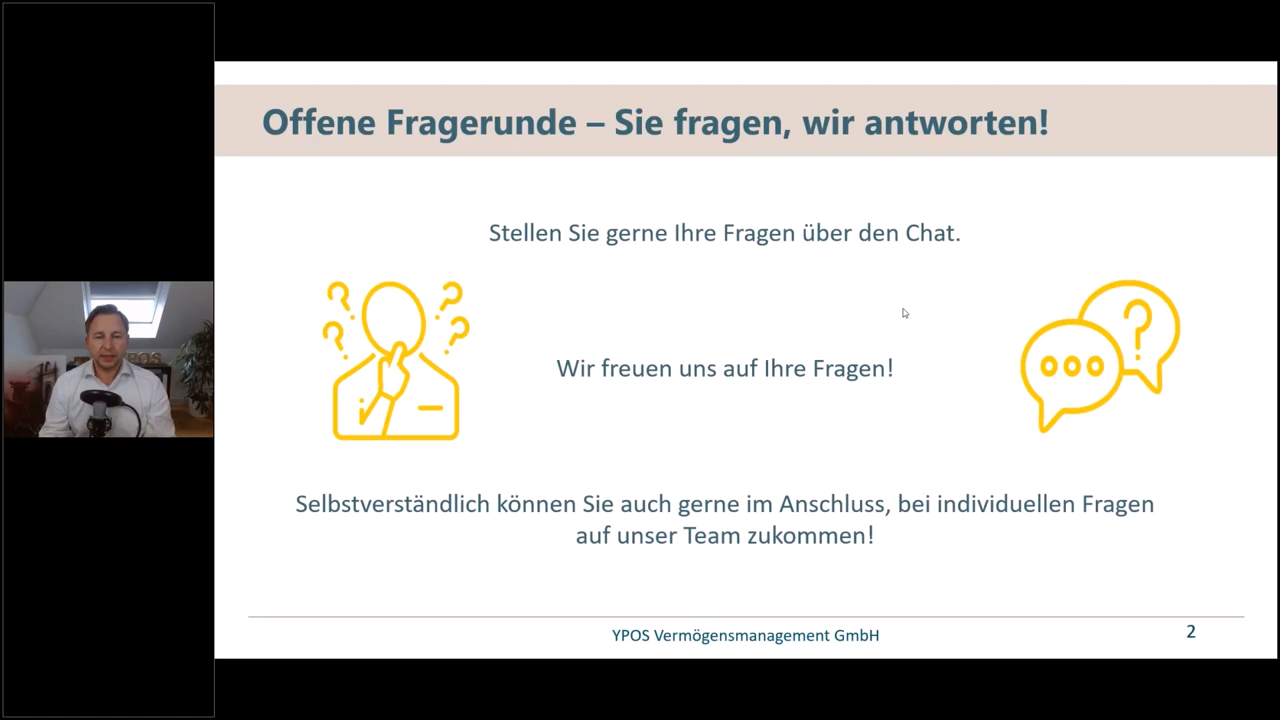 Offene Fragerunde – Sie fragen, wir antworten!
Stellen Sie gerne Ihre Fragen über den Chat.
Wir freuen uns auf Ihre Fragen!
Selbstverständlich können Sie auch gerne im Anschluss, bei individuellen Fragen
auf unser Team zukommen!
YPOS Vermögensmanagement GmbH
2